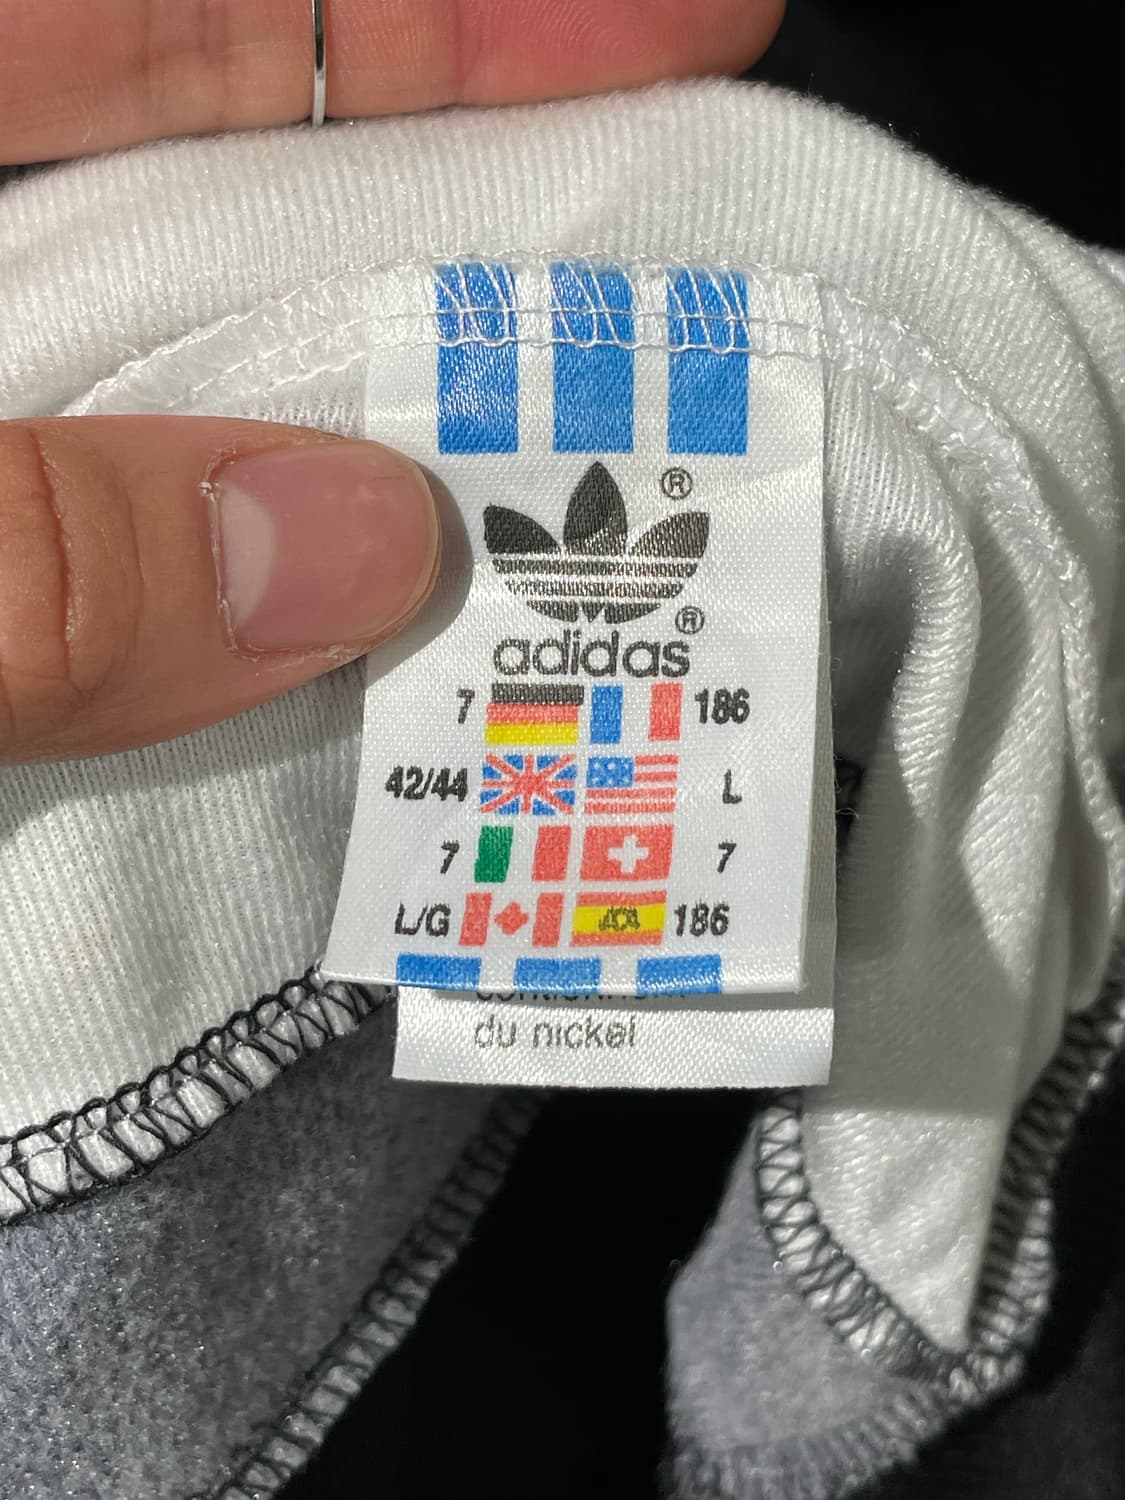 ®
®
adidas
7 186
42/44 L
7 7
L/G 186
du nickel